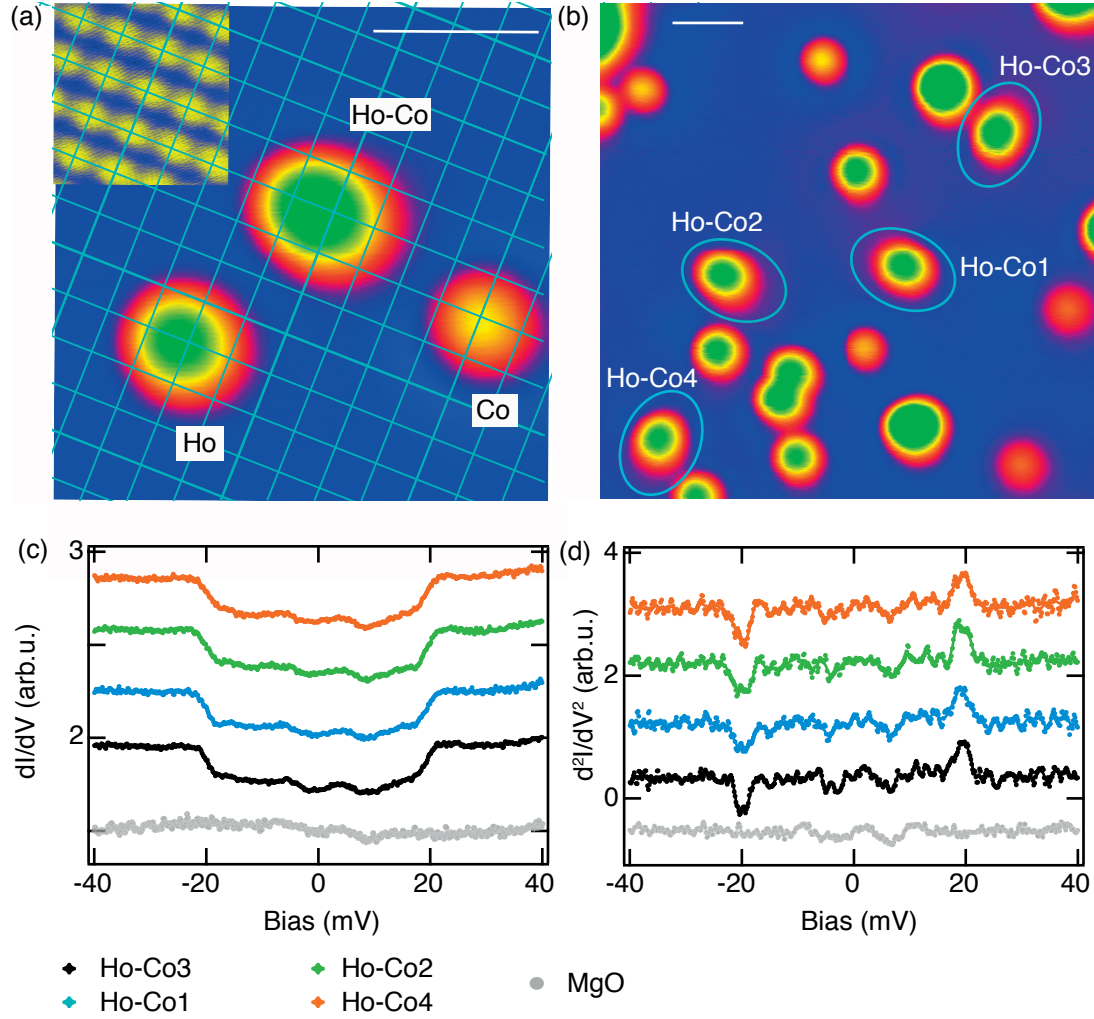 (a)
Ho-Co
Ho
Co
(b)
Ho-Co3
Ho-Co2
Ho-Co1
Ho-Co4
(c)
3
2
dI/dV (arb.u.)
-40 -20 0 20 40
Bias (mV)
(d)
4
2
0
d²I/dV² (arb.u.)
-40 -20 0 20 40
Bias (mV)
Ho-Co3 Ho-Co2 MgO
Ho-Co1 Ho-Co4